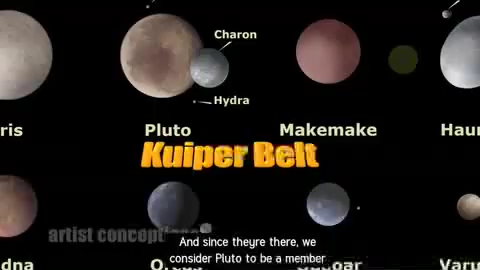 Charon
Hydra
ris Pluto Makemake Hau
Kuiper Belt
artist concept
And since theyre there, we
consider Pluto to be a member
dna Varu